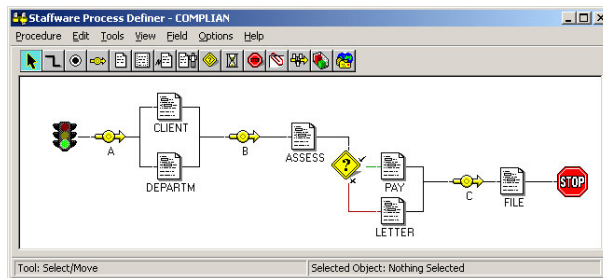 Staffware Process Definer - COMPLIAN
Procedure Edit Tools View Field Options Help
CLIENT
A
B
ASSESS
?
DEPARTM
PAY
C
FILE
STOP
LETTER
Tool: Select/Move
Selected Object: Nothing Selected